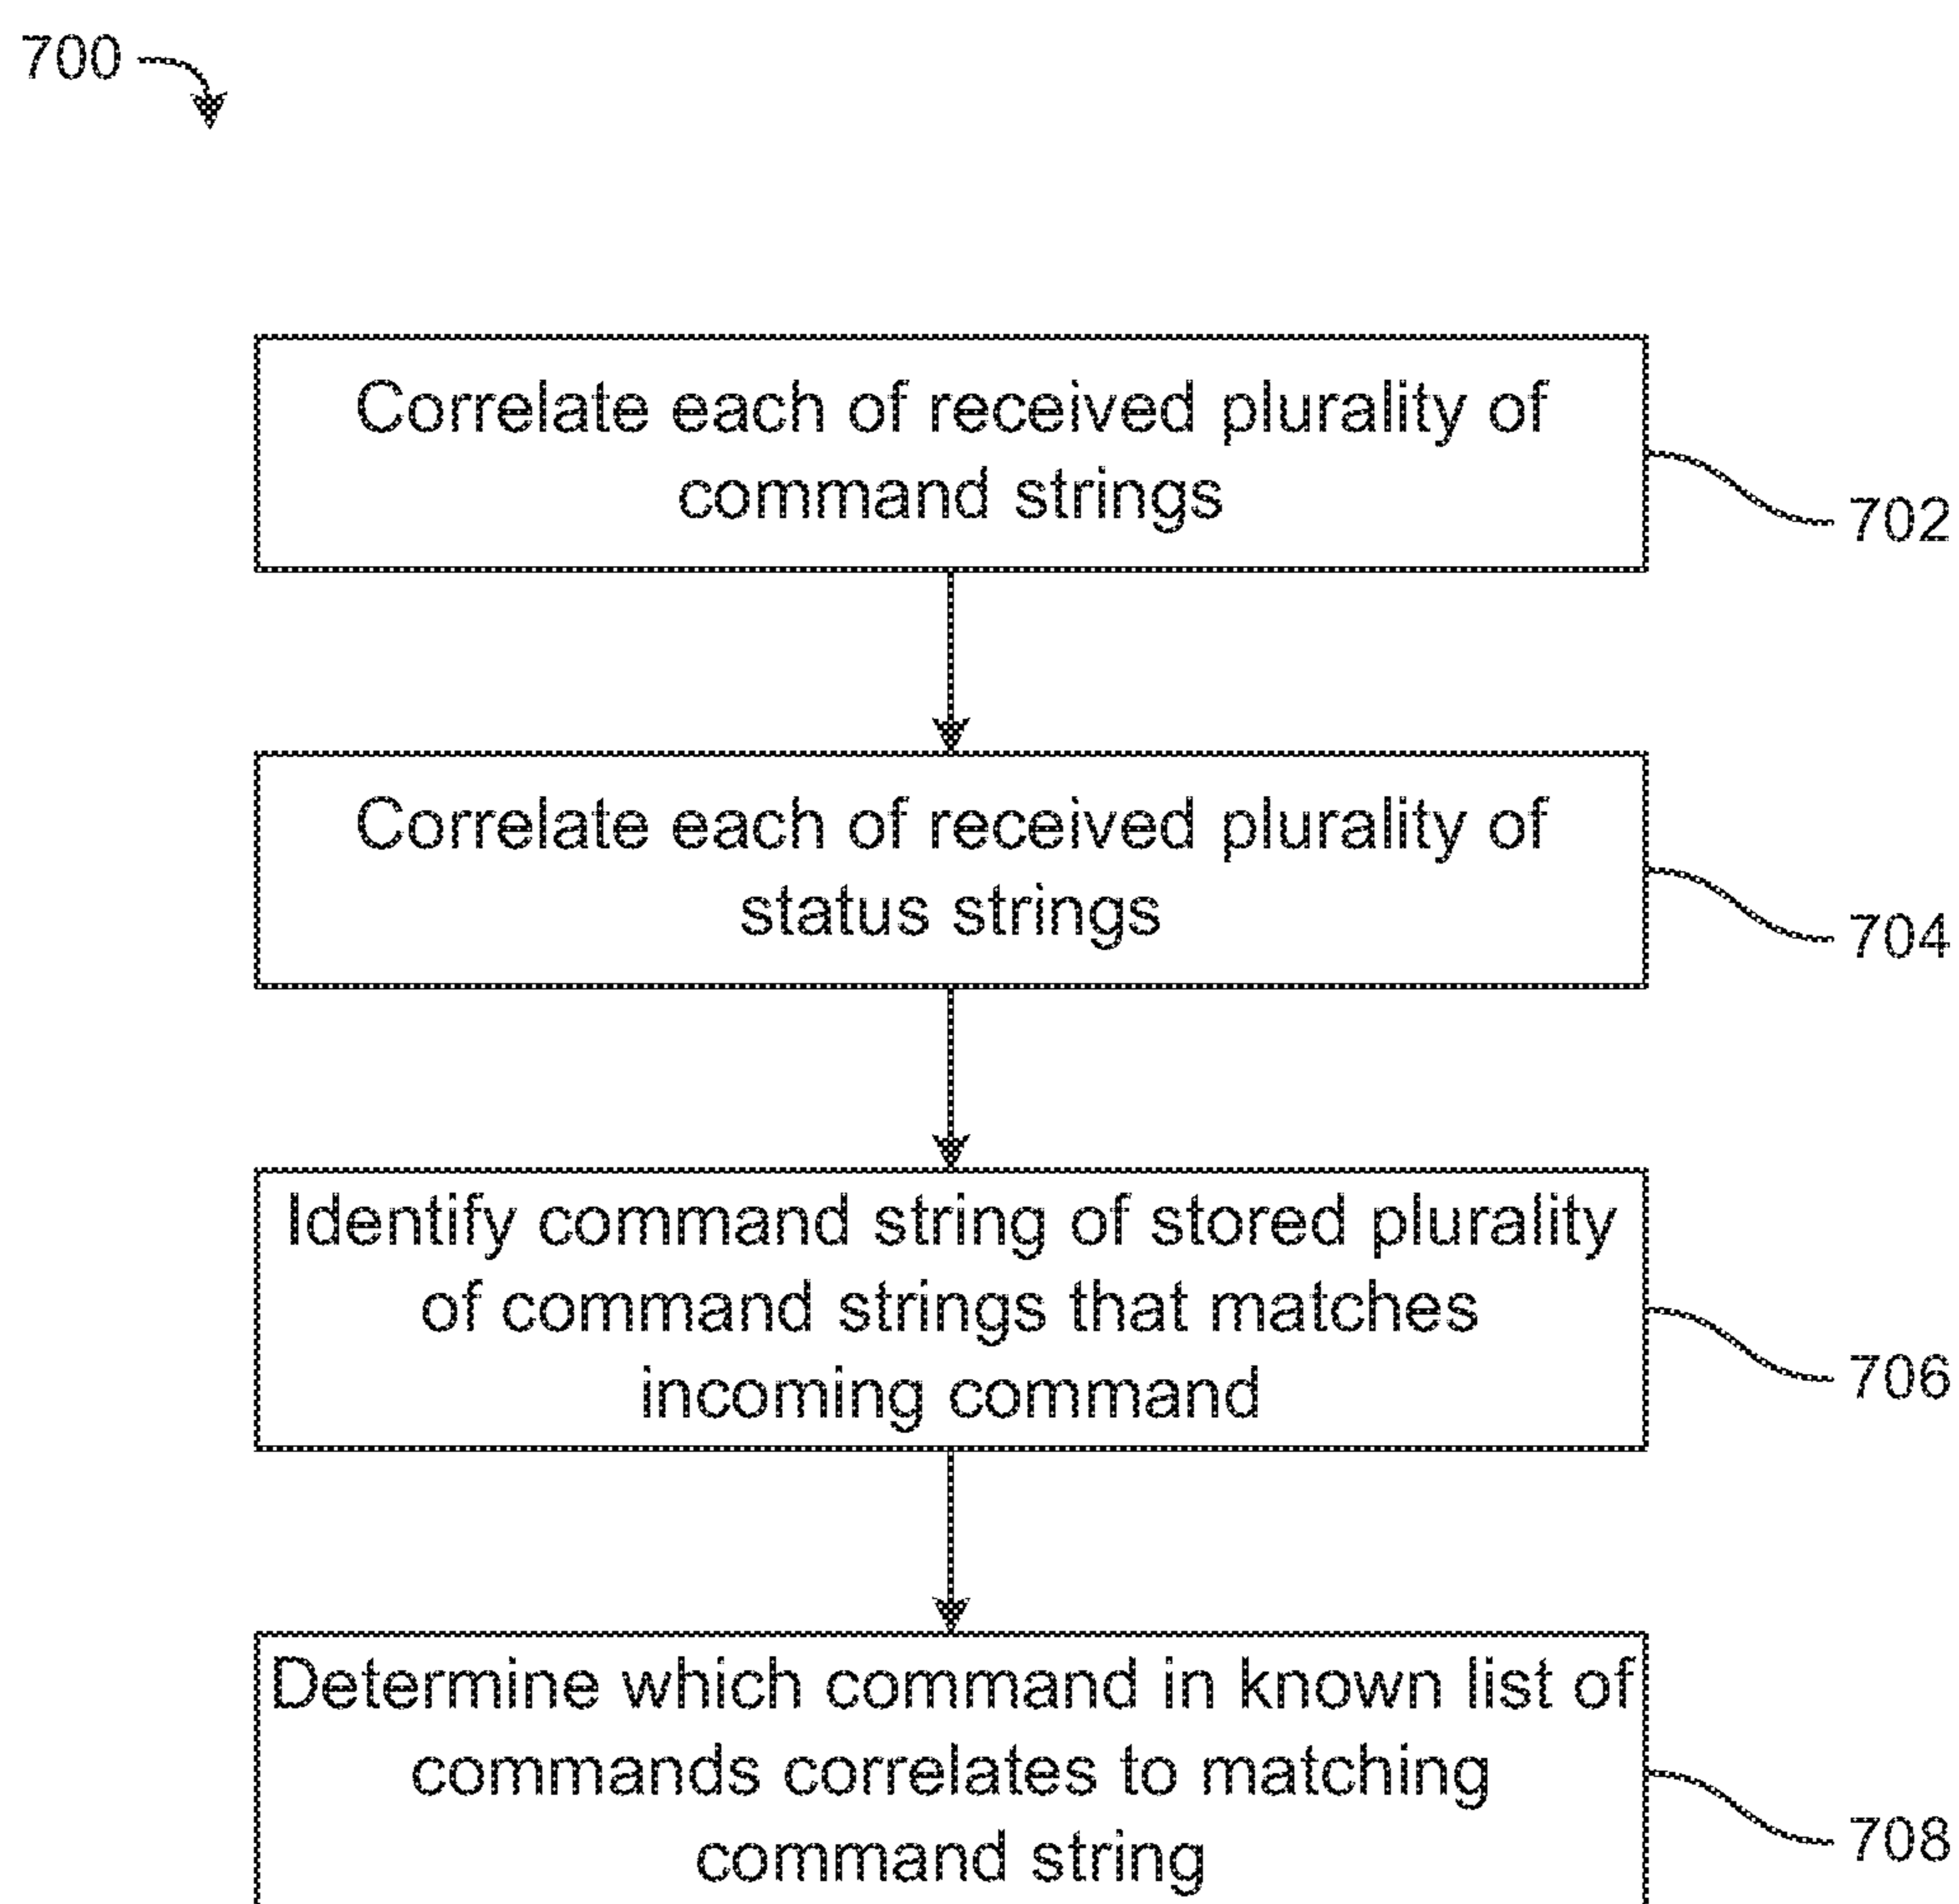 700
Correlate each of received plurality of
command strings
702
Correlate each of received plurality of
status strings
704
Identify command string of stored plurality
of command strings that matches
incoming command
706
Determine which command in known list of
commands correlates to matching
command string
708